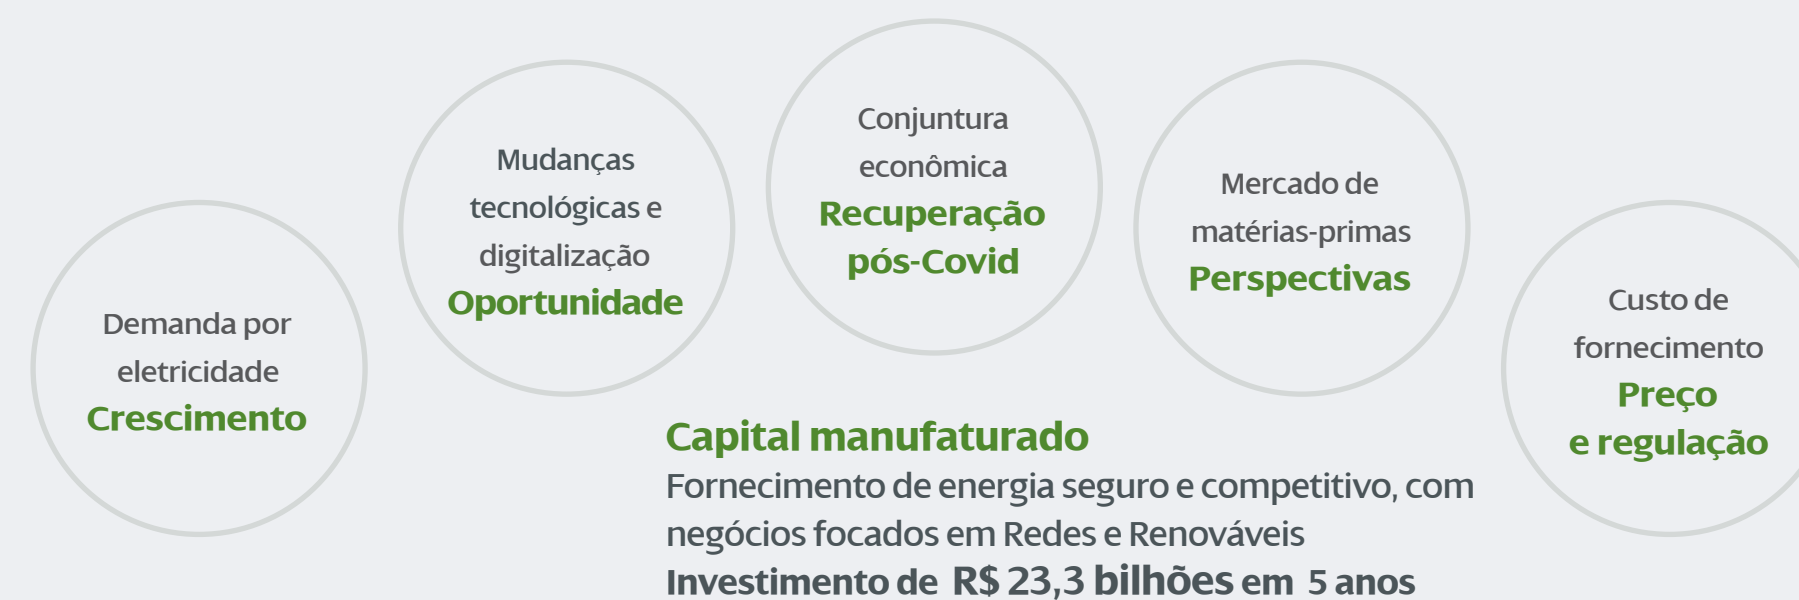 Demanda por
eletricidade
Crescimento
Mudanças
tecnológicas e
digitalização
Oportunidade
Conjuntura
econômica
Recuperação
pós-Covid
Mercado de
matérias-primas
Perspectivas
Custo de
fornecimento
Preço
e regulação
Capital manufaturado
Fornecimento de energia seguro e competitivo, com
negócios focados em Redes e Renováveis
Investimento de R$ 23,3 bilhões em 5 anos